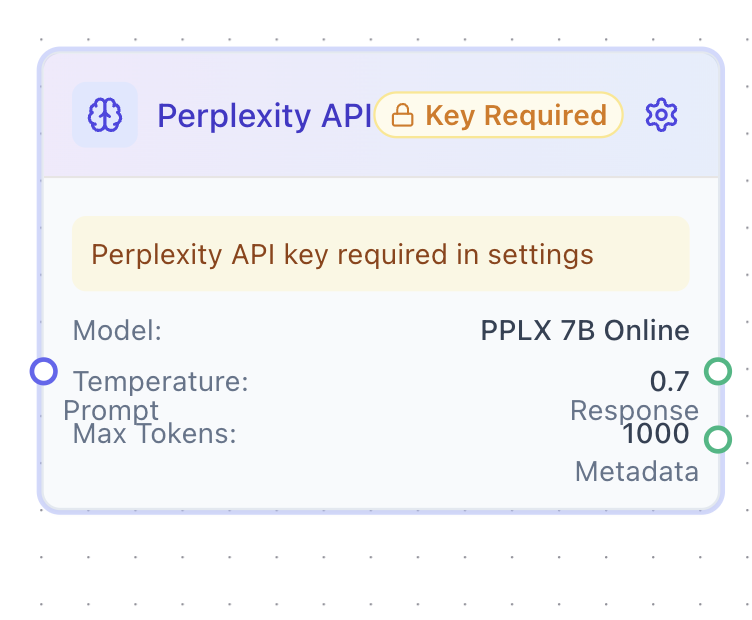 Perplexity API Key Required
Perplexity API key required in settings
Model: PPLX 7B Online
Temperature: 0.7
Prompt Response
Max Tokens: 1000
Metadata